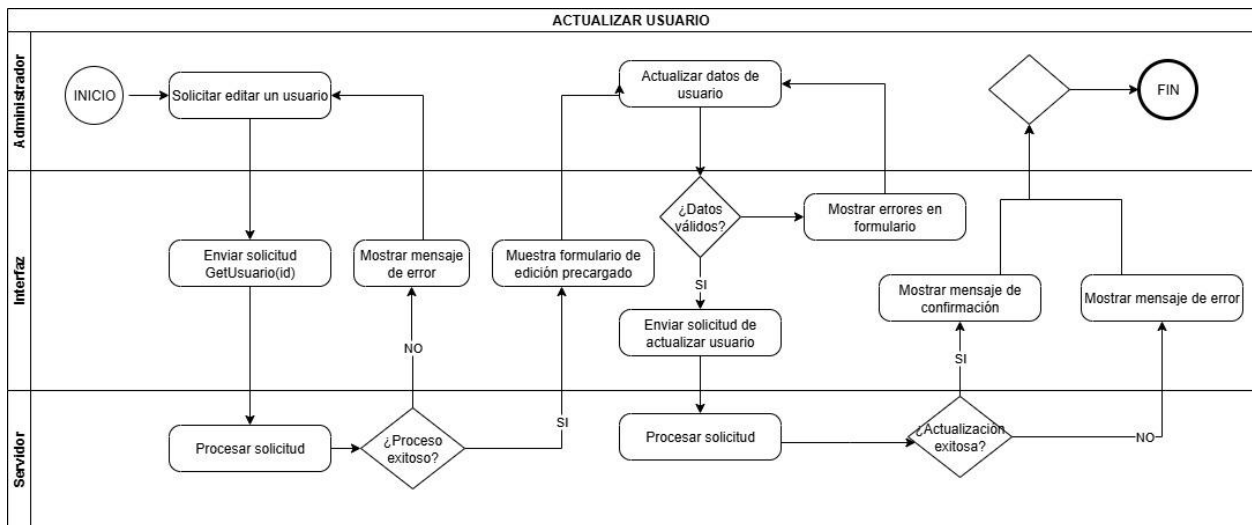 ACTUALIZAR USUARIO
Administrador
INICIO
Solicitar editar un usuario
Actualizar datos de
usuario
FIN
Interfaz
¿Datos
válidos?
Mostrar errores en
formulario
Enviar solicitud
GetUsuario(id)
Mostrar mensaje
de error
Muestra formulario de
edición precargado
SI
Enviar solicitud de
actualizar usuario
Mostrar mensaje de
confirmación
Mostrar mensaje de error
NO
SI
Servidor
Procesar solicitud
¿Proceso
exitoso?
SI
Procesar solicitud
¿Actualización
exitosa?
NO